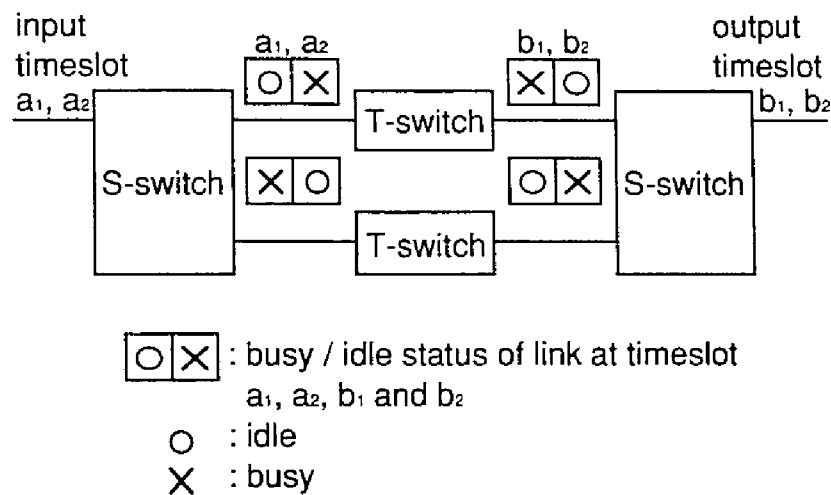 input
timeslot
a₁, a₂
a₁, a₂
b₁, b₂
output
timeslot
b₁, b₂
S-switch
T-switch
T-switch
S-switch
: busy / idle status of link at timeslot
a₁, a₂, b₁ and b₂
: idle
: busy